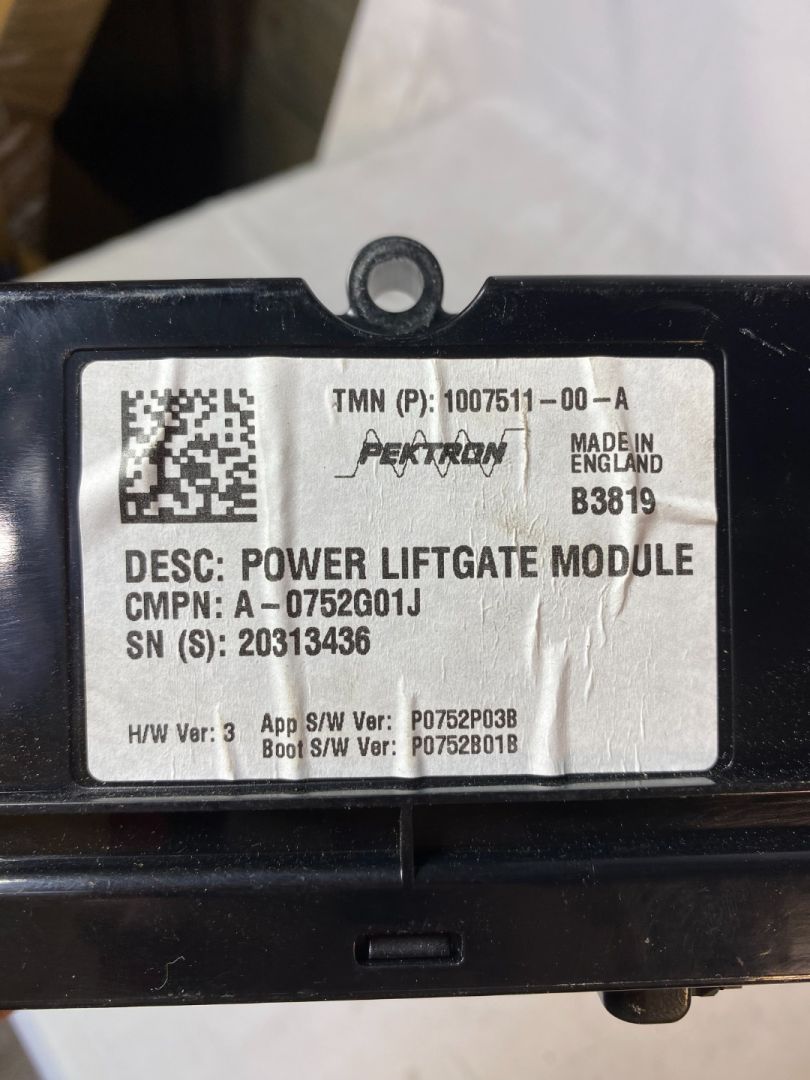 TMN (P): 1007511-00-A
PEKTRON
MADE IN
ENGLAND
B3819
DESC: POWER LIFTGATE MODULE
CMPN: A-0752G01J
SN (S): 20313436
H/W Ver: 3
App S/W Ver: P0752P03B
Boot S/W Ver: P0752B01B